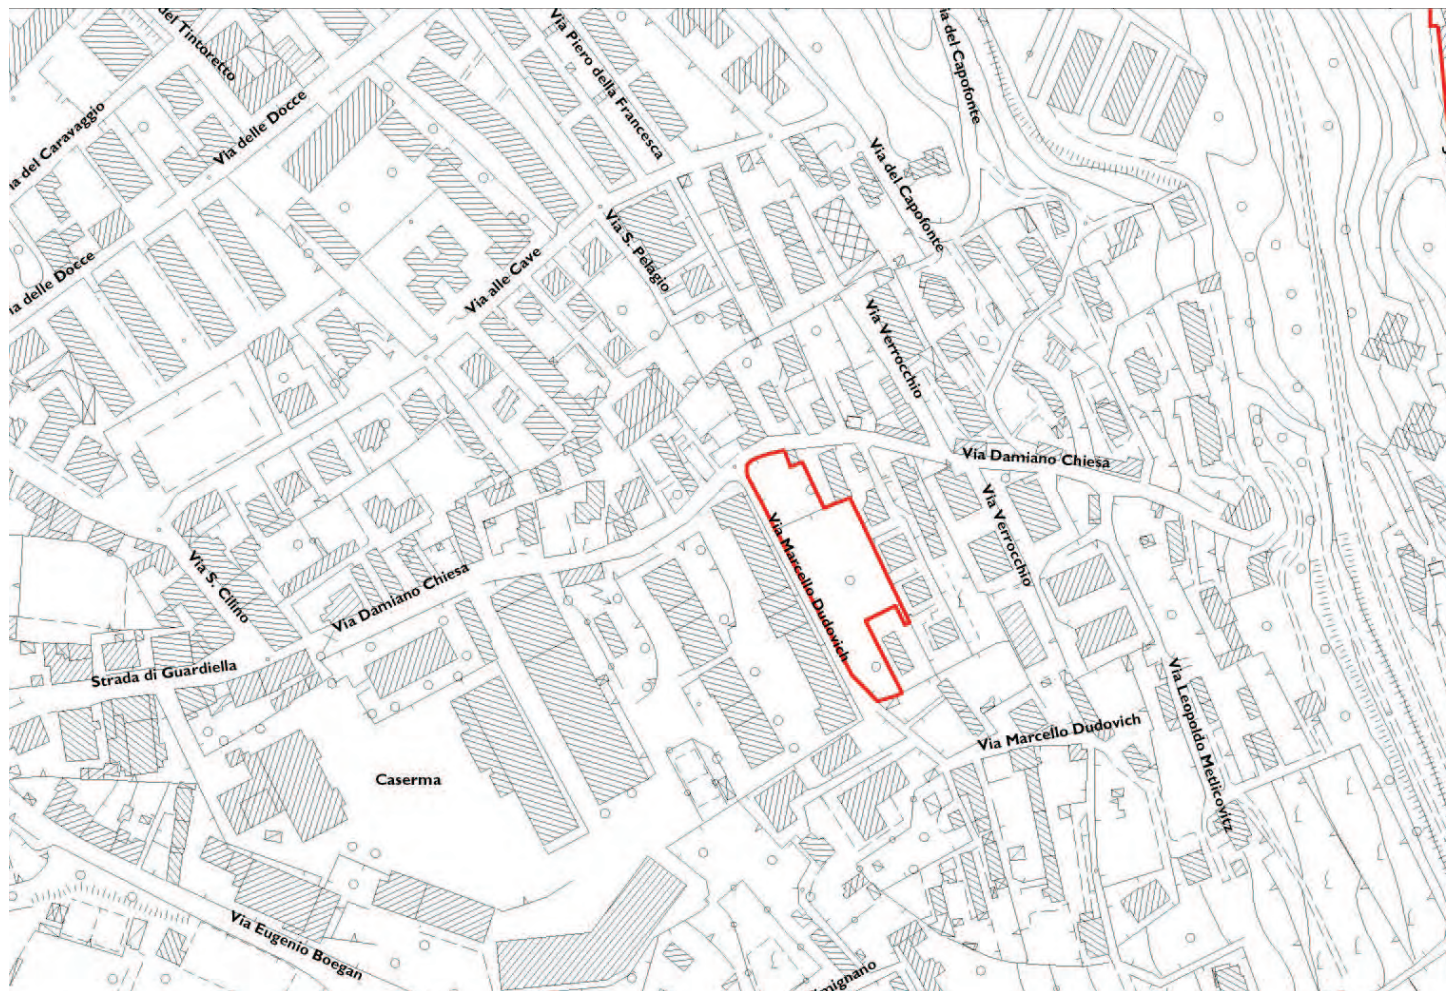 del Tintoretto
Via Piero della Francesca
Via del Capofonte
Via delle Docce
del Caravaggio
Via del Capofonte
Via S. Pelagio
Via alle Cave
delle Docce
Via Verrocchio
Via Damiano Chiesa
Via Marcello Dudovich
Via Verrocchio
Via S. Cilino
Via Damiano Chiesa
Strada di Guardiella
Via Leopoldo Metlicovitz
Via Marcello Dudovich
Caserma
Via Eugenio Boegan